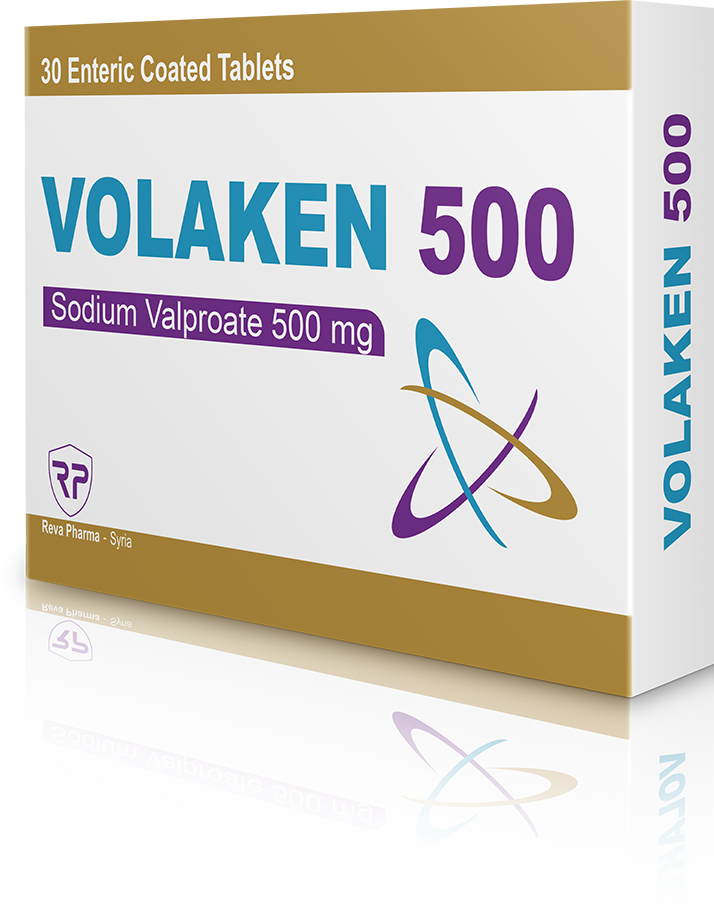 30 Enteric Coated Tablets
VOLAKEN 500
Sodium Valproate 500 mg
RP
Reva Pharma - Syria
VOLAKEN 500